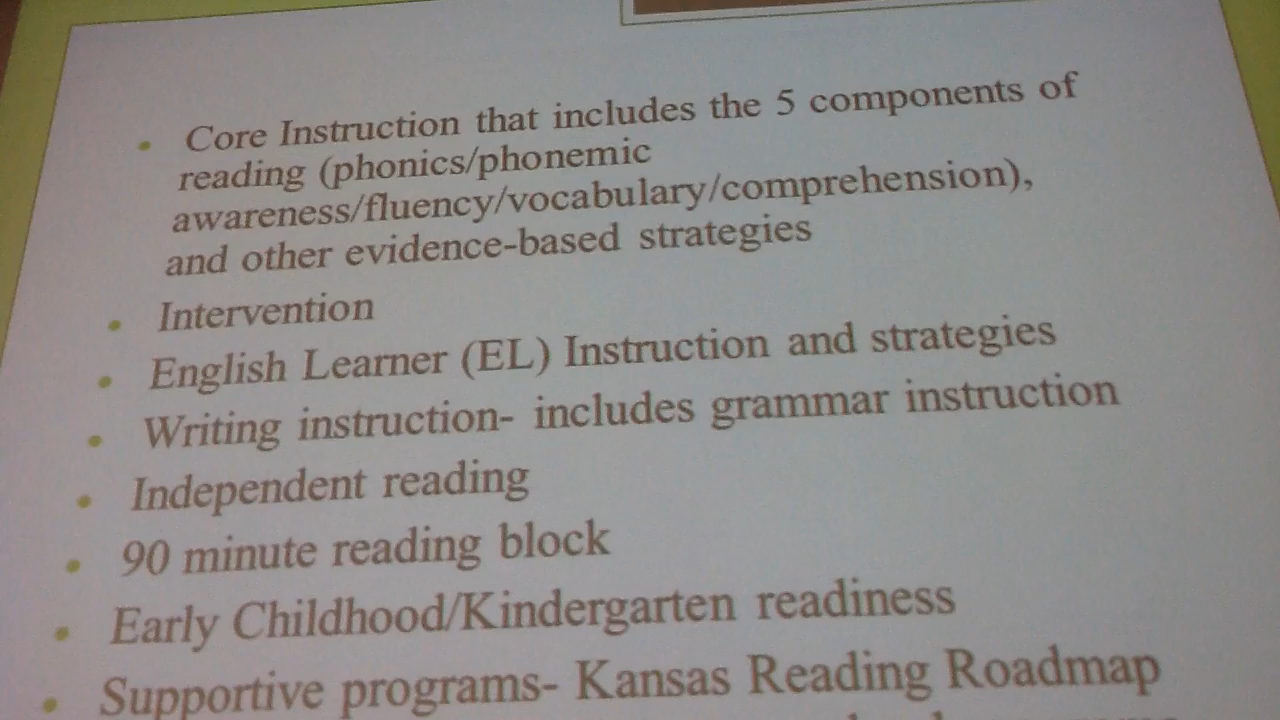 • Core Instruction that includes the 5 components of
reading (phonics/phonemic
awareness/fluency/vocabulary/comprehension),
and other evidence-based strategies
• Intervention
• English Learner (EL) Instruction and strategies
• Writing instruction- includes grammar instruction
• Independent reading
• 90 minute reading block
• Early Childhood/Kindergarten readiness
• Supportive programs- Kansas Reading Roadmap